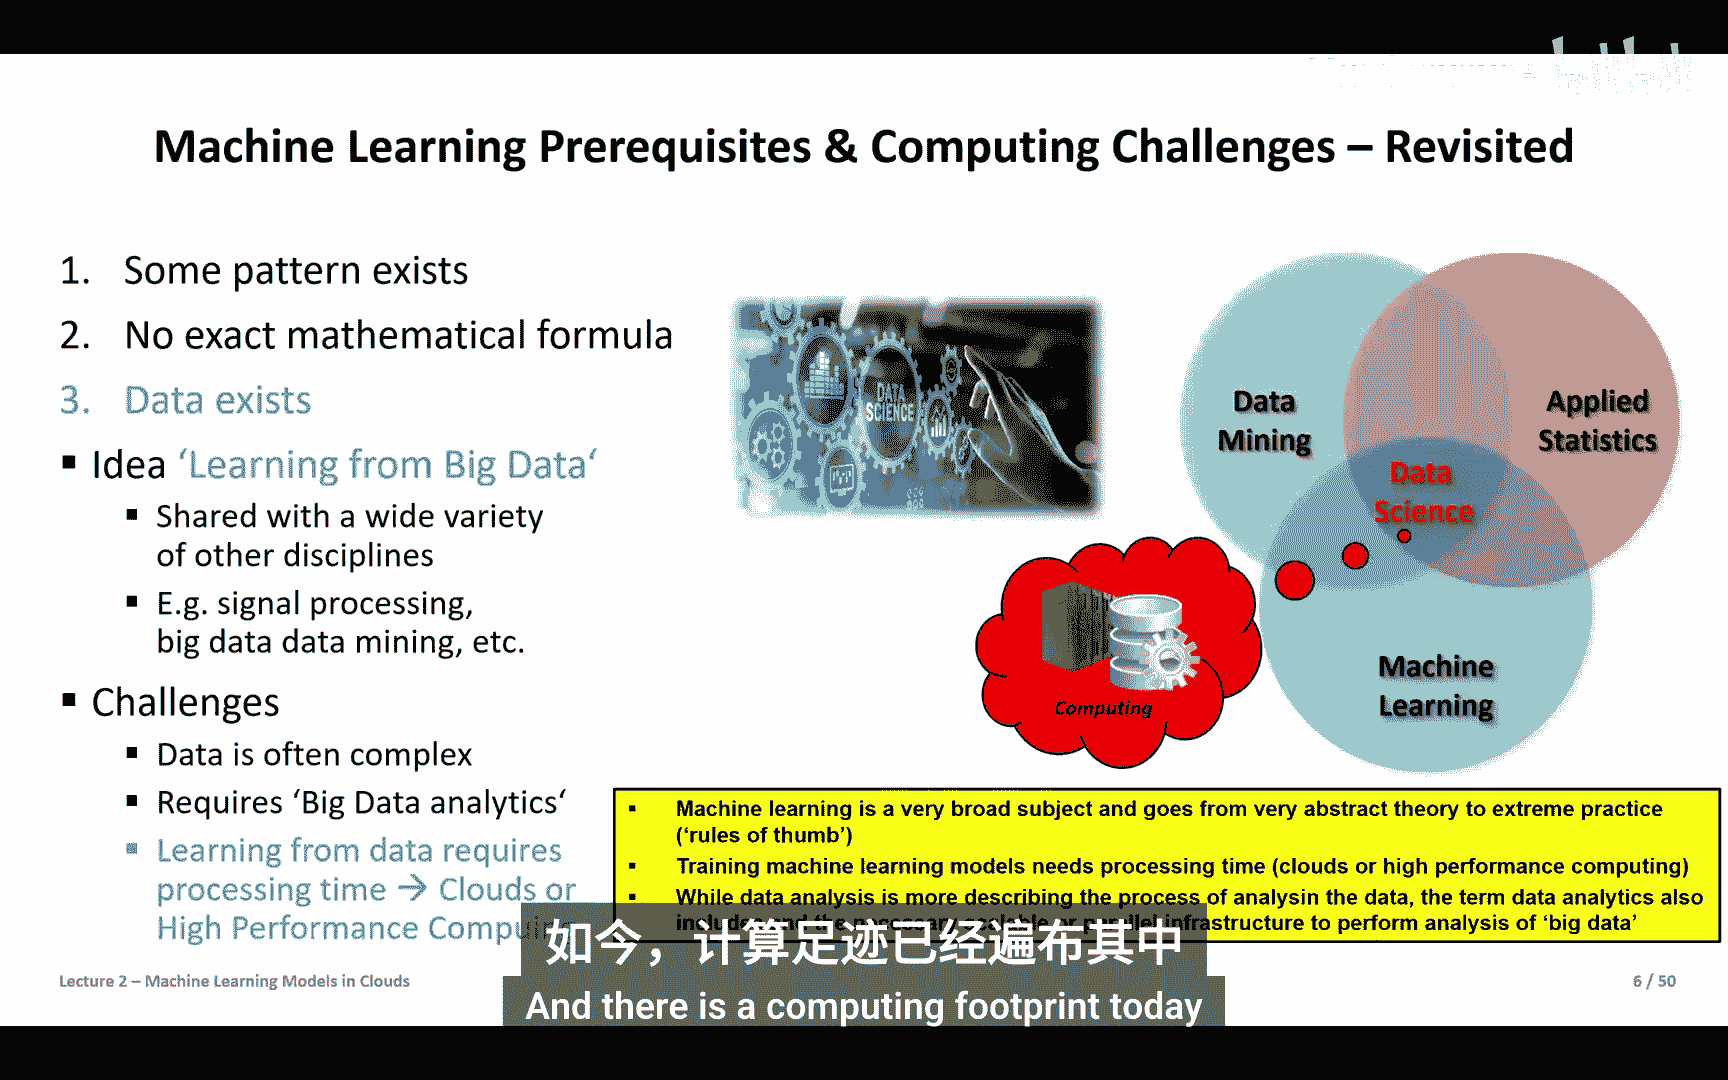 Machine Learning Prerequisites & Computing Challenges – Revisited
1. Some pattern exists
2. No exact mathematical formula
3. Data exists
▪ Idea ‘Learning from Big Data‘
▪ Shared with a wide variety
of other disciplines
▪ E.g. signal processing,
big data data mining, etc.
▪ Challenges
▪ Data is often complex
▪ Requires ‘Big Data analytics‘
▪ Learning from data requires
processing time → Clouds or
High Performance
DATA
SCIENCE
Data
Mining
Applied
Statistics
Data
Science
Machine
Learning
Computing
▪ Machine learning is a very broad subject and goes from very abstract theory to extreme practice
(‘rules of thumb’)
▪ Training machine learning models needs processing time (clouds or high performance computing)
▪ While data analysis is more describing the process of analysin the data, the term data analytics also
infrastructure to perform analysis of ‘big data’
如今，计算足迹已经遍布其中
And there is a computing footprint today
Lecture 2 – Machine Learning Models in Clouds
6 / 50